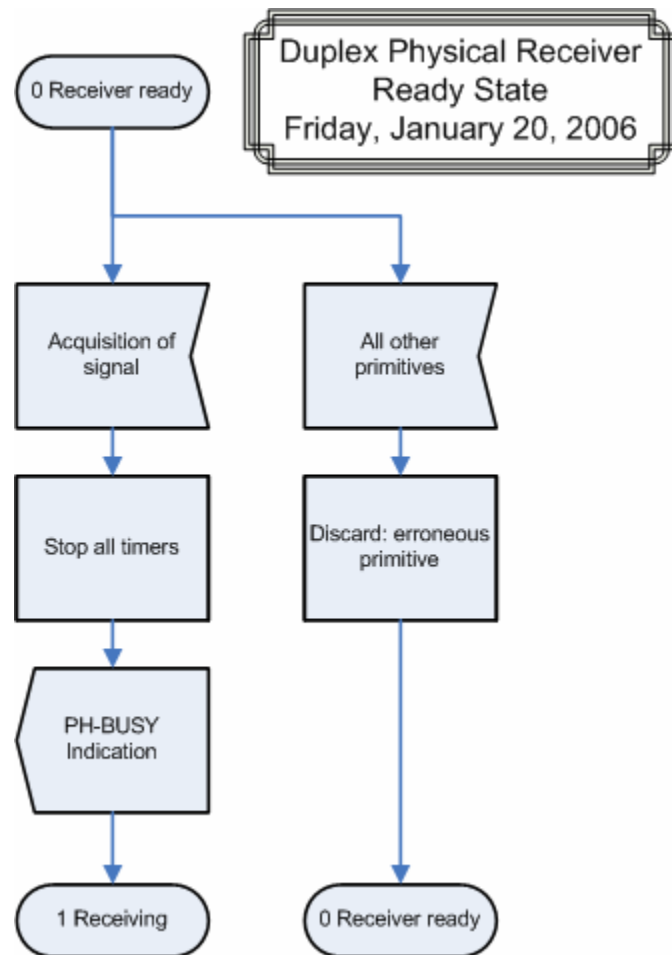 Duplex Physical Receiver
Ready State
Friday, January 20, 2006
0 Receiver ready
Acquisition of
signal
All other
primitives
Stop all timers
Discard: erroneous
primitive
PH-BUSY
Indication
1 Receiving
0 Receiver ready